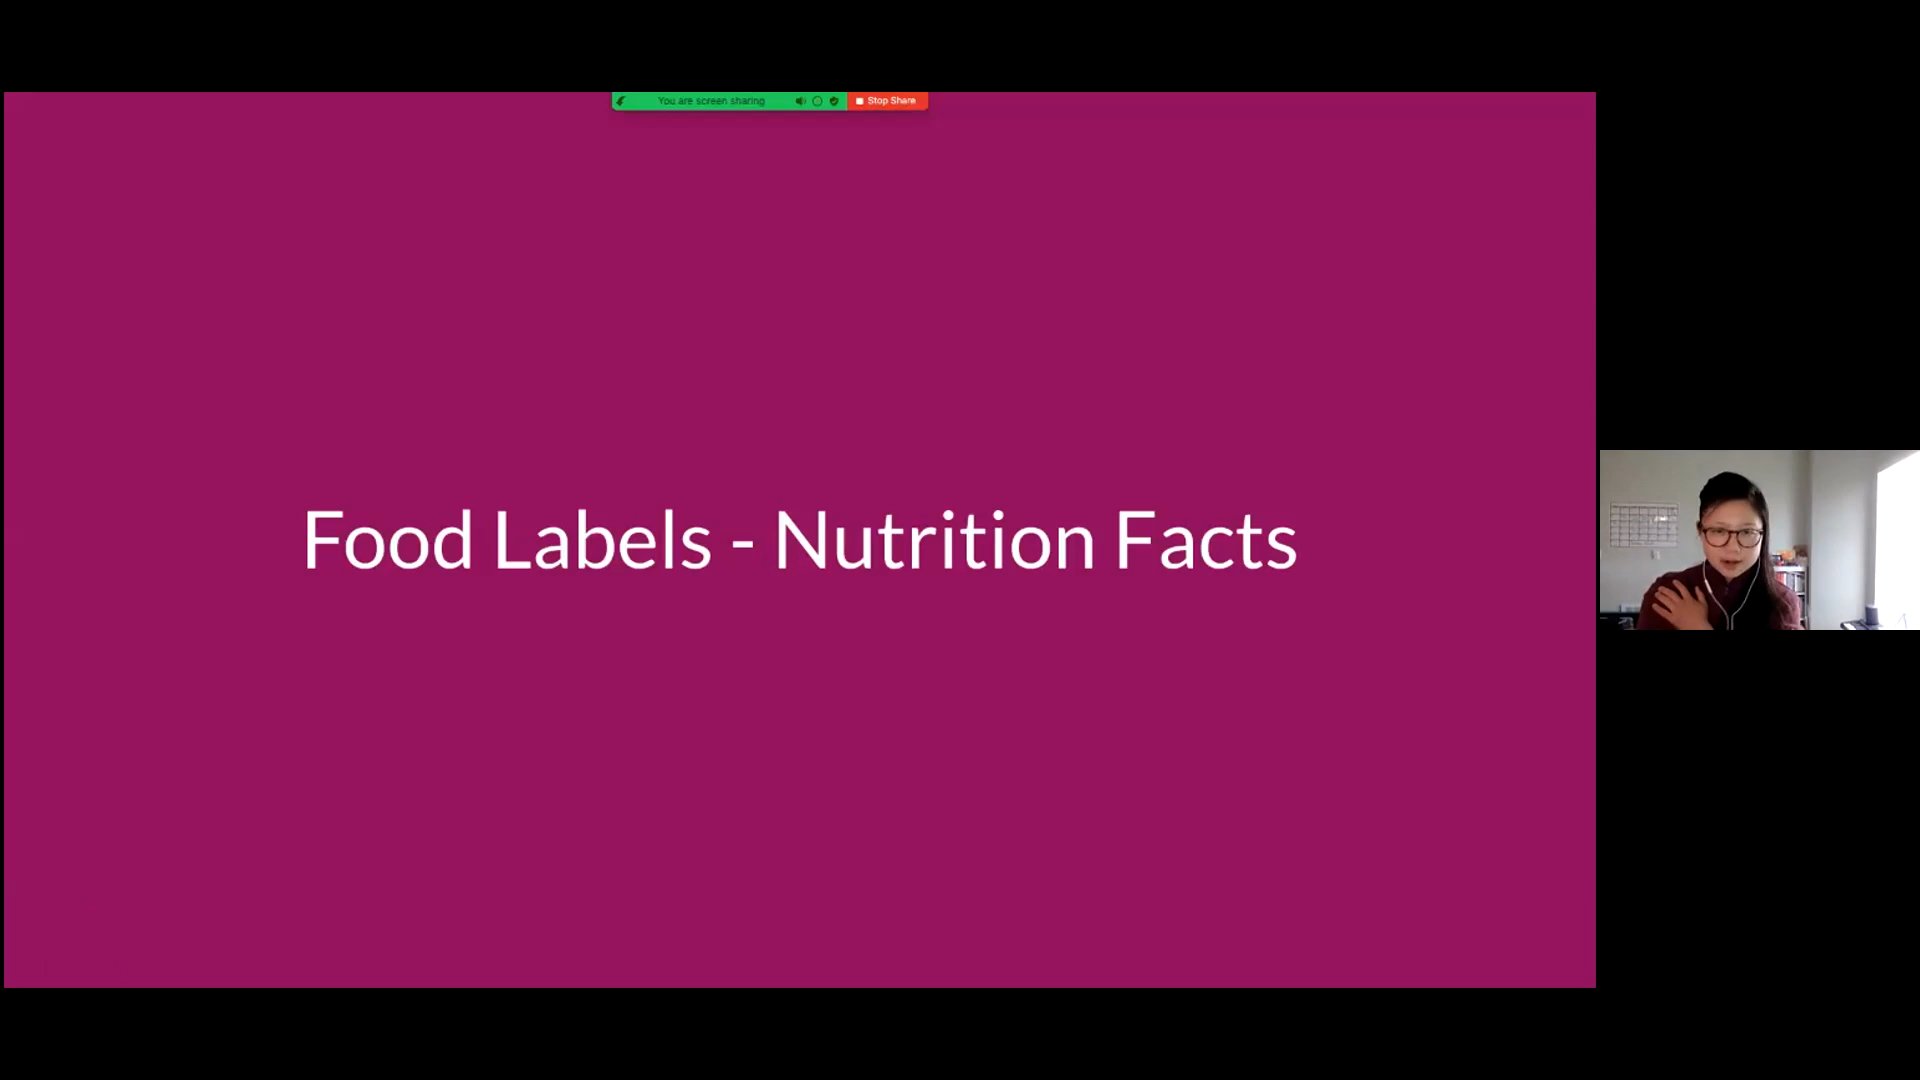 You are screen sharing
Stop Share
Food Labels - Nutrition Facts